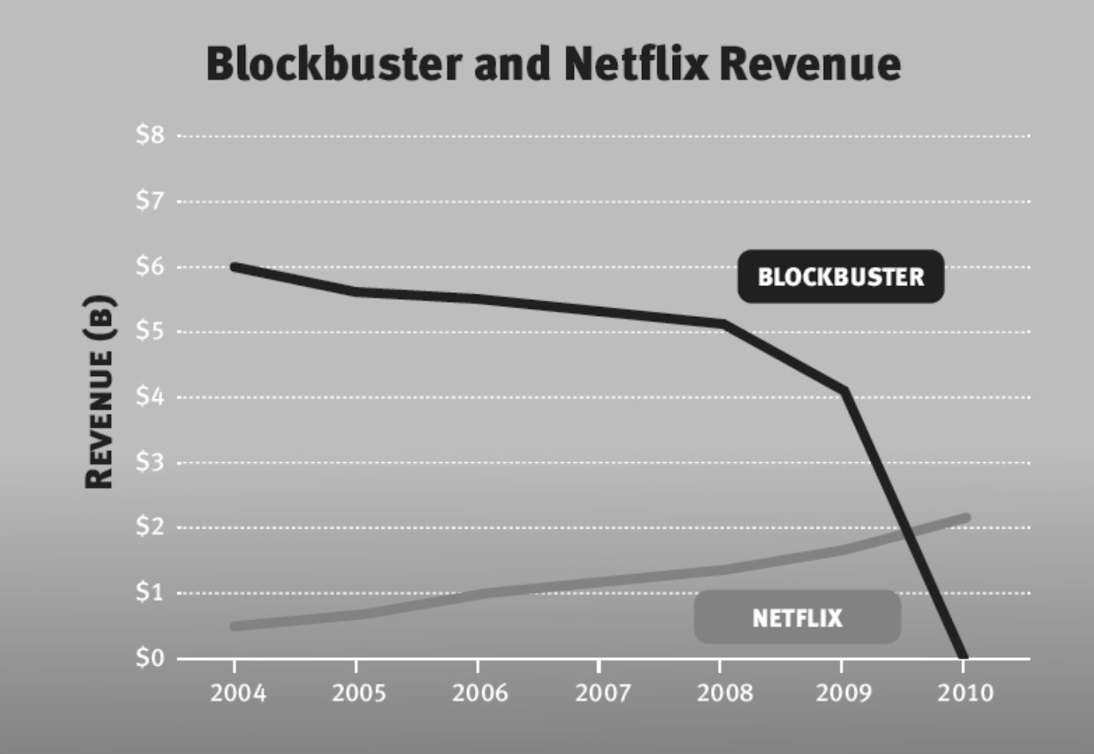 Blockbuster and Netflix Revenue
$8
$7
$6
$5
$4
$3
$2
$1
$0
REVENUE (B)
BLOCKBUSTER
NETFLIX
2004 2005 2006 2007 2008 2009 2010